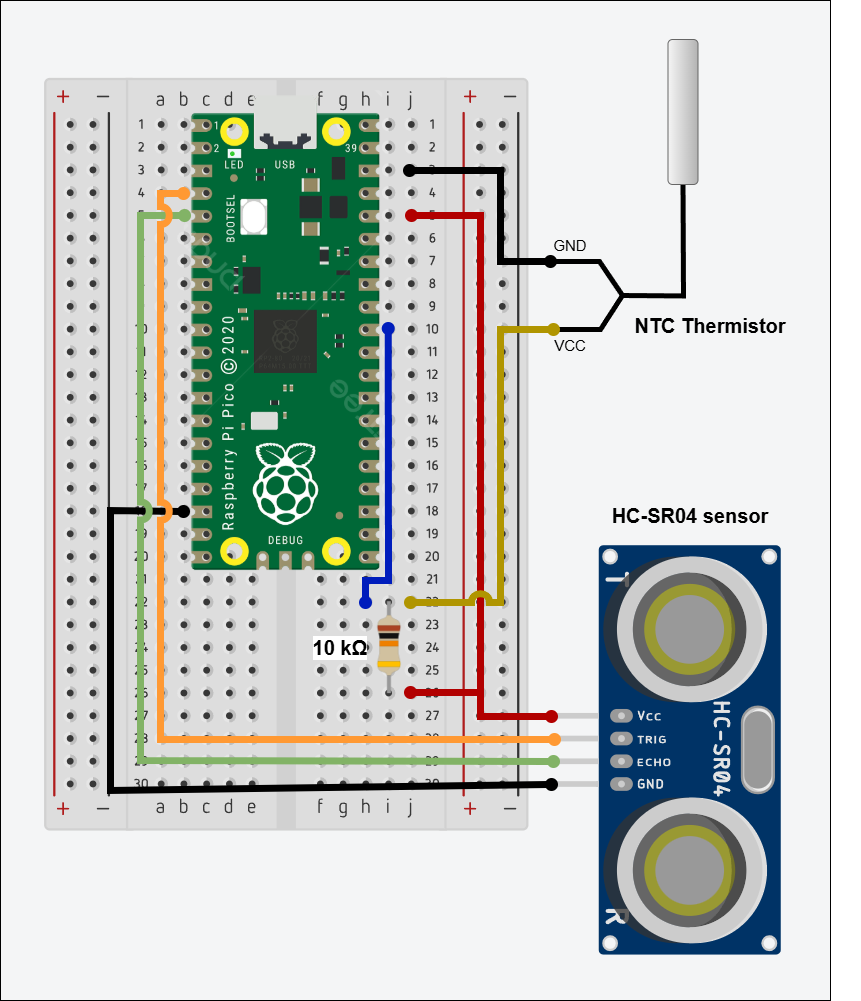 + − a b c d e f g h i j + −
1 1 1
2 2 39 2
LED USB
3 3
4 4
BOOTSEL
5 5
6 6
7 7
GND
8 8
9 9
NTC Thermistor
10 10
VCC
11 11
12 12
13 13
14 14
15 15
16 16
17 17
Raspberry Pi Pico ©2020
18 18
HC-SR04 sensor
19 19
DEBUG
20 20
21 21
T
22 22
23 23
10 kΩ
24 24
25 25
26 26
27 27
Vcc
28 28
TRIG
29 29
ECHO
30 30
GND
HC-SR04
+ − a b c d e f g h i j + −
R